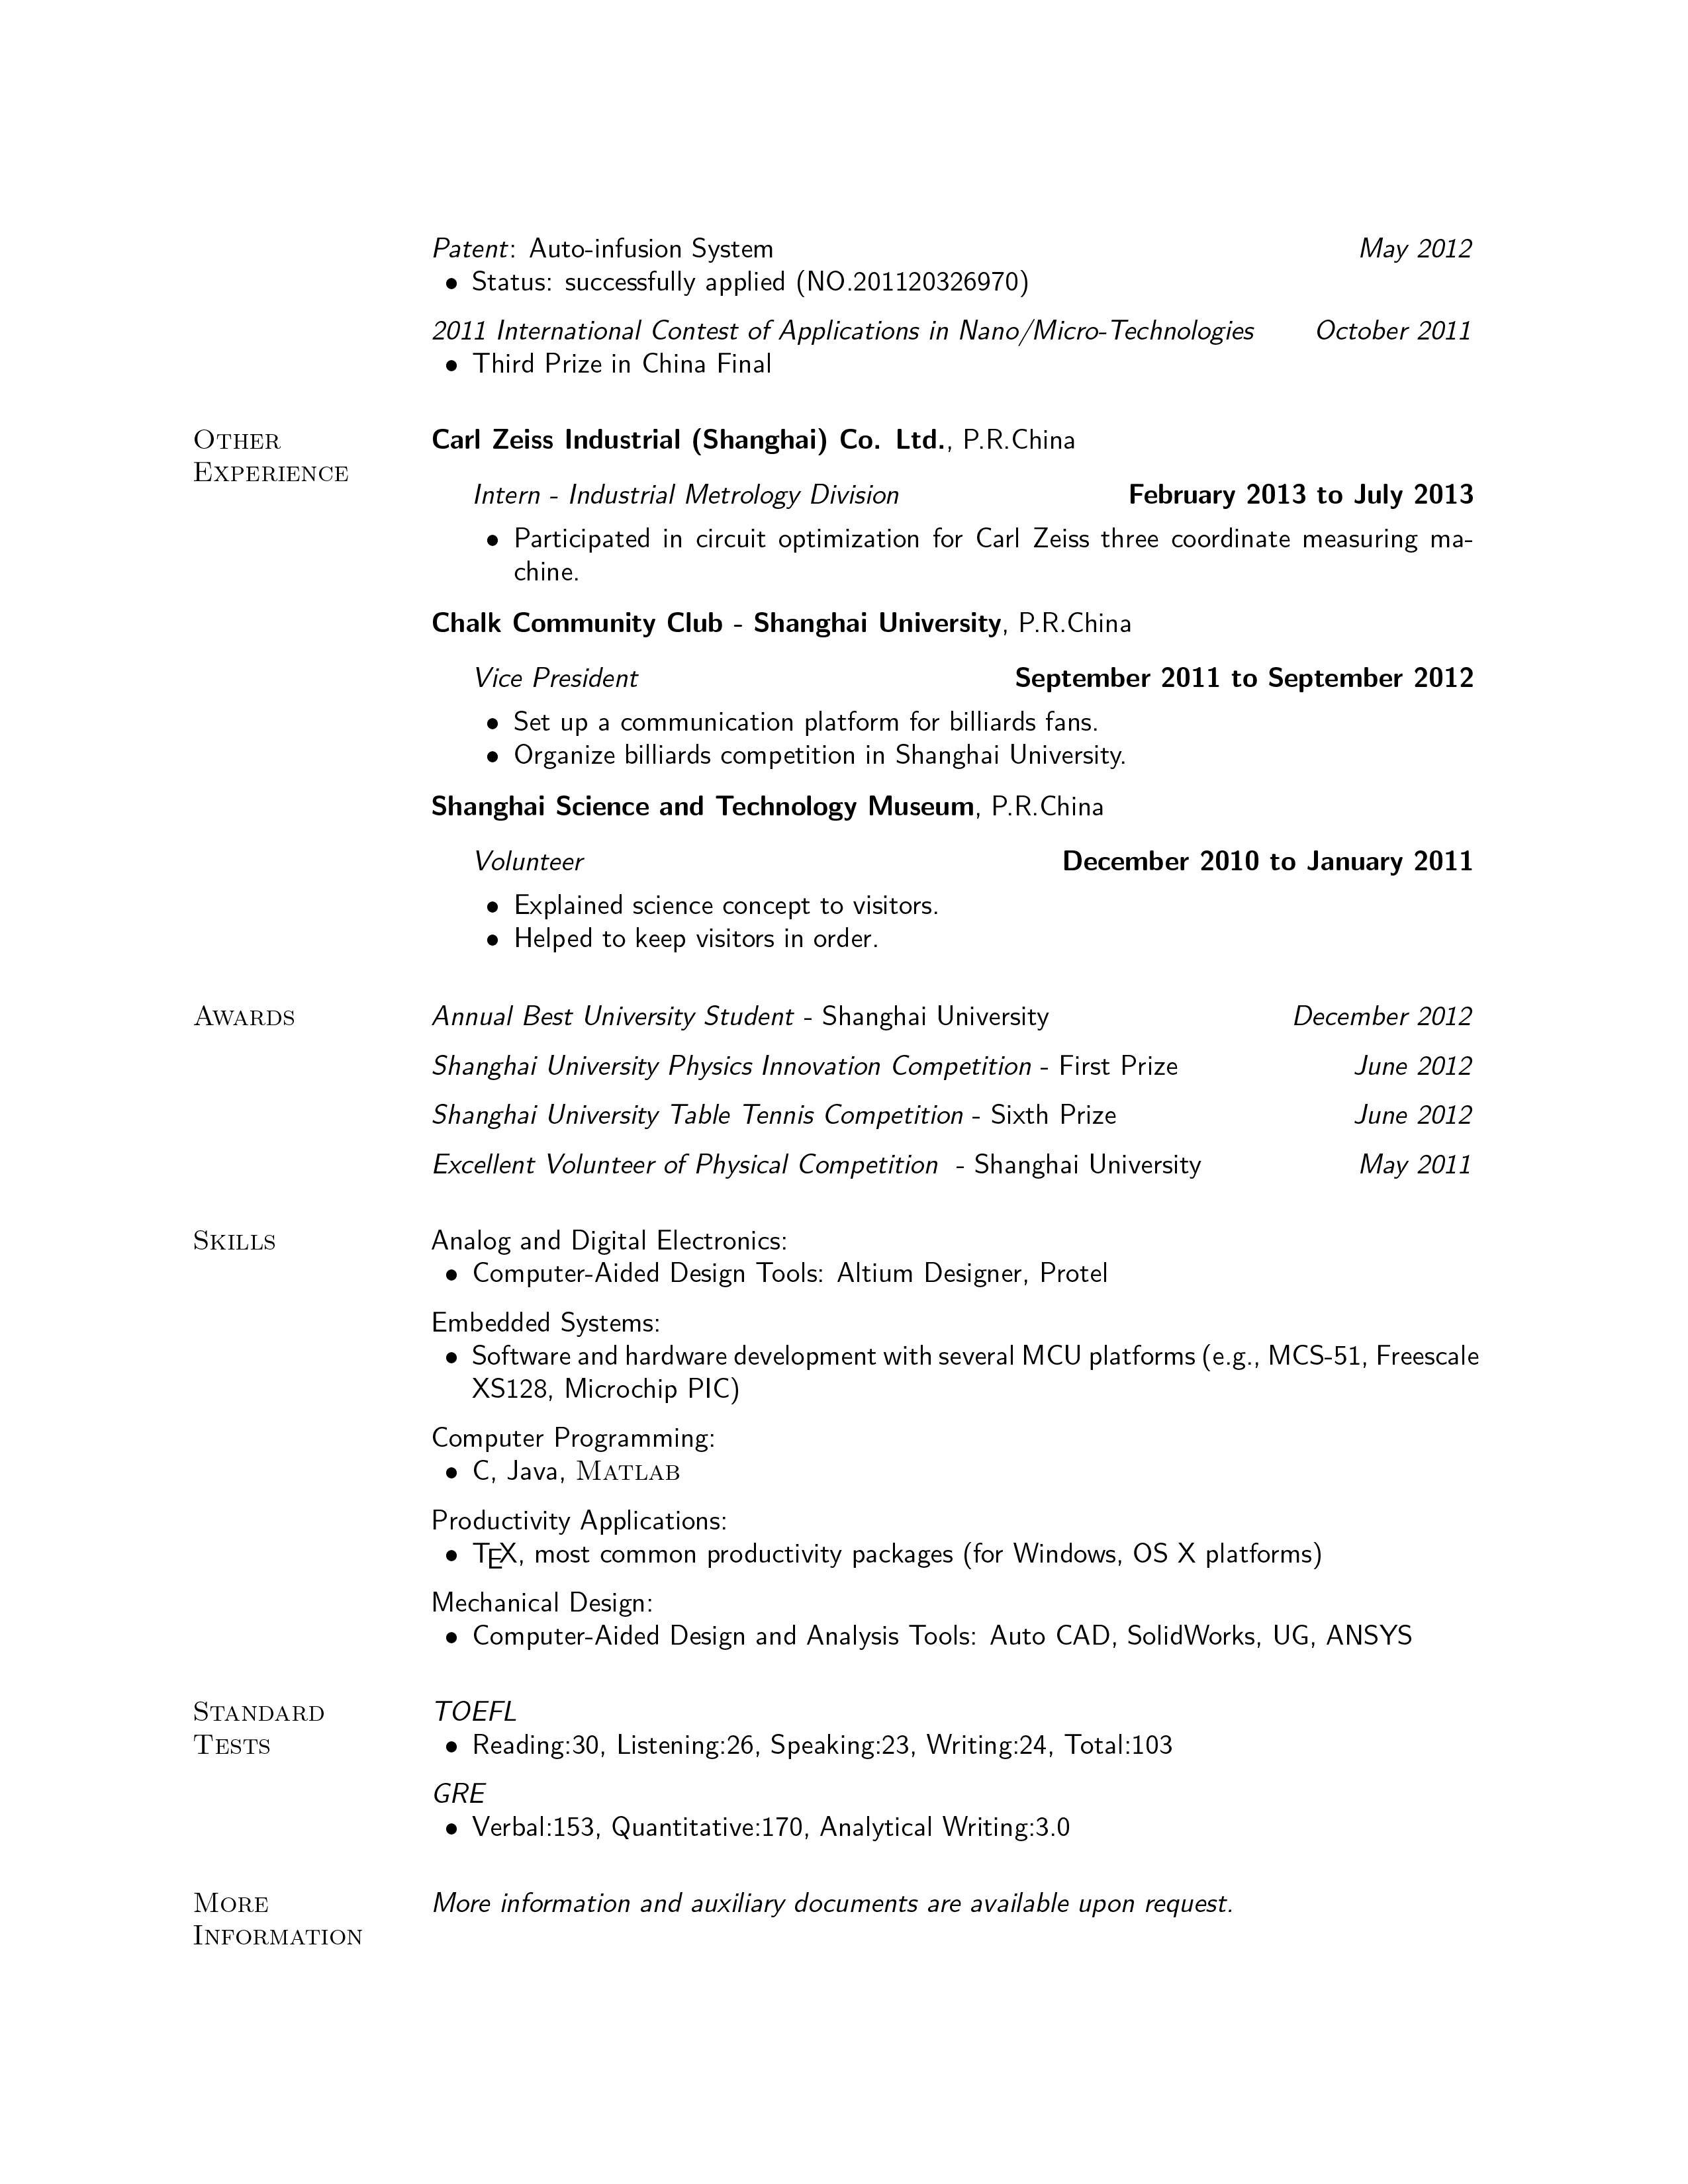 Patent: Auto-infusion System May 2012
• Status: successfully applied (NO.201120326970)
2011 International Contest of Applications in Nano/Micro-Technologies October 2011
• Third Prize in China Final
Other
Experience
Carl Zeiss Industrial (Shanghai) Co. Ltd., P.R.China
Intern - Industrial Metrology Division February 2013 to July 2013
• Participated in circuit optimization for Carl Zeiss three coordinate measuring ma-
chine.
Chalk Community Club - Shanghai University, P.R.China
Vice President September 2011 to September 2012
• Set up a communication platform for billiards fans.
• Organize billiards competition in Shanghai University.
Shanghai Science and Technology Museum, P.R.China
Volunteer December 2010 to January 2011
• Explained science concept to visitors.
• Helped to keep visitors in order.
Awards
Annual Best University Student - Shanghai University December 2012
Shanghai University Physics Innovation Competition - First Prize June 2012
Shanghai University Table Tennis Competition - Sixth Prize June 2012
Excellent Volunteer of Physical Competition - Shanghai University May 2011
Skills
Analog and Digital Electronics:
• Computer-Aided Design Tools: Altium Designer, Protel
Embedded Systems:
• Software and hardware development with several MCU platforms (e.g., MCS-51, Freescale
XS128, Microchip PIC)
Computer Programming:
• C, Java, Matlab
Productivity Applications:
• TEX, most common productivity packages (for Windows, OS X platforms)
Mechanical Design:
• Computer-Aided Design and Analysis Tools: Auto CAD, SolidWorks, UG, ANSYS
Standard
Tests
TOEFL
• Reading:30, Listening:26, Speaking:23, Writing:24, Total:103
GRE
• Verbal:153, Quantitative:170, Analytical Writing:3.0
More
Information
More information and auxiliary documents are available upon request.